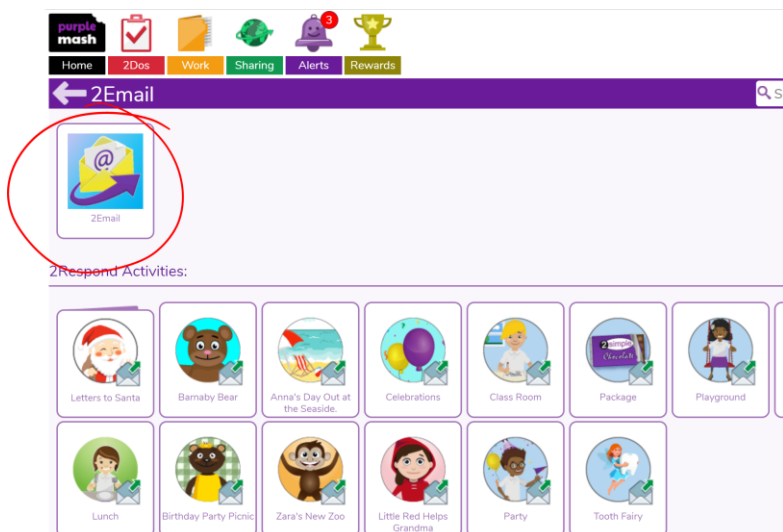 purple
mash
3
Home 2Dos Work Sharing Alerts Rewards
2Email
S
@
2Email
2Respond Activities:
2simple
Chocolate
Letters to Santa Barnaby Bear Anna's Day Out at Celebrations Class Room Package Playground
the Seaside.
Lunch Birthday Party Picnic Zara's New Zoo Little Red Helps Party Tooth Fairy
Grandma